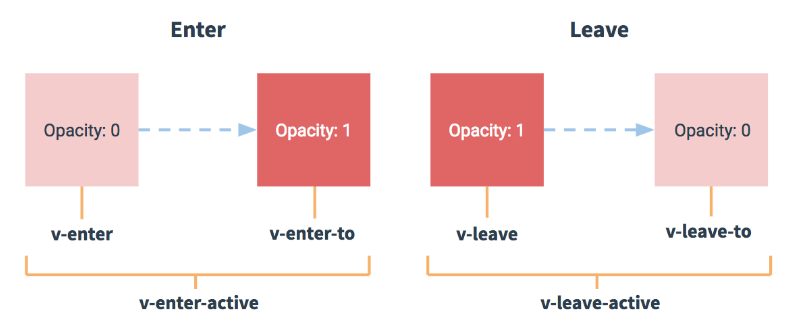 Enter
Leave
Opacity: 0
Opacity: 1
Opacity: 1
Opacity: 0
v-enter
v-enter-to
v-leave
v-leave-to
v-enter-active
v-leave-active